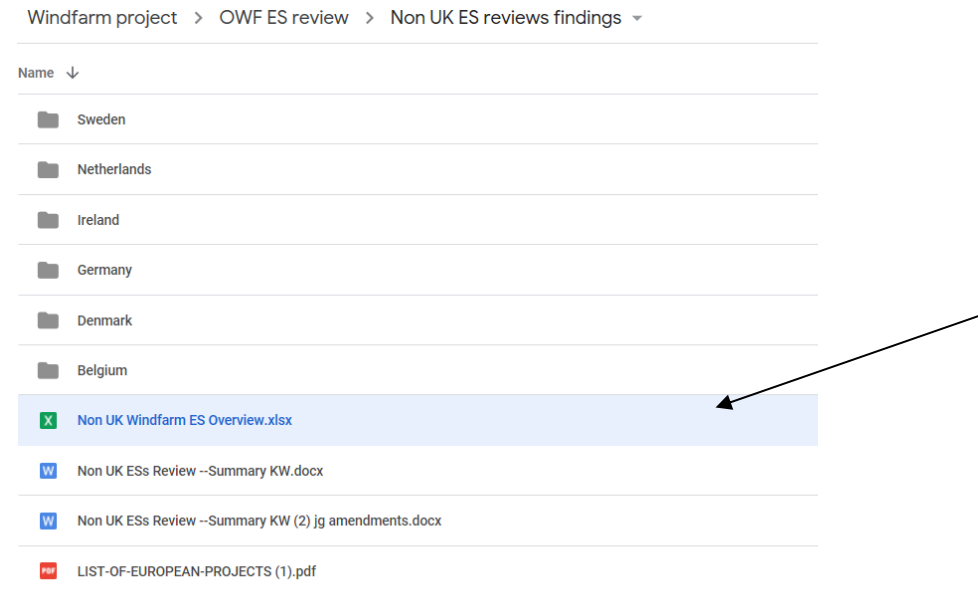 Windfarm project > OWF ES review > Non UK ES reviews findings
Name
Sweden
Netherlands
Ireland
Germany
Denmark
Belgium
X Non UK Windfarm ES Overview.xlsx
W Non UK ESs Review --Summary KW.docx
W Non UK ESs Review --Summary KW (2) jg amendments.docx
PDF LIST-OF-EUROPEAN-PROJECTS (1).pdf